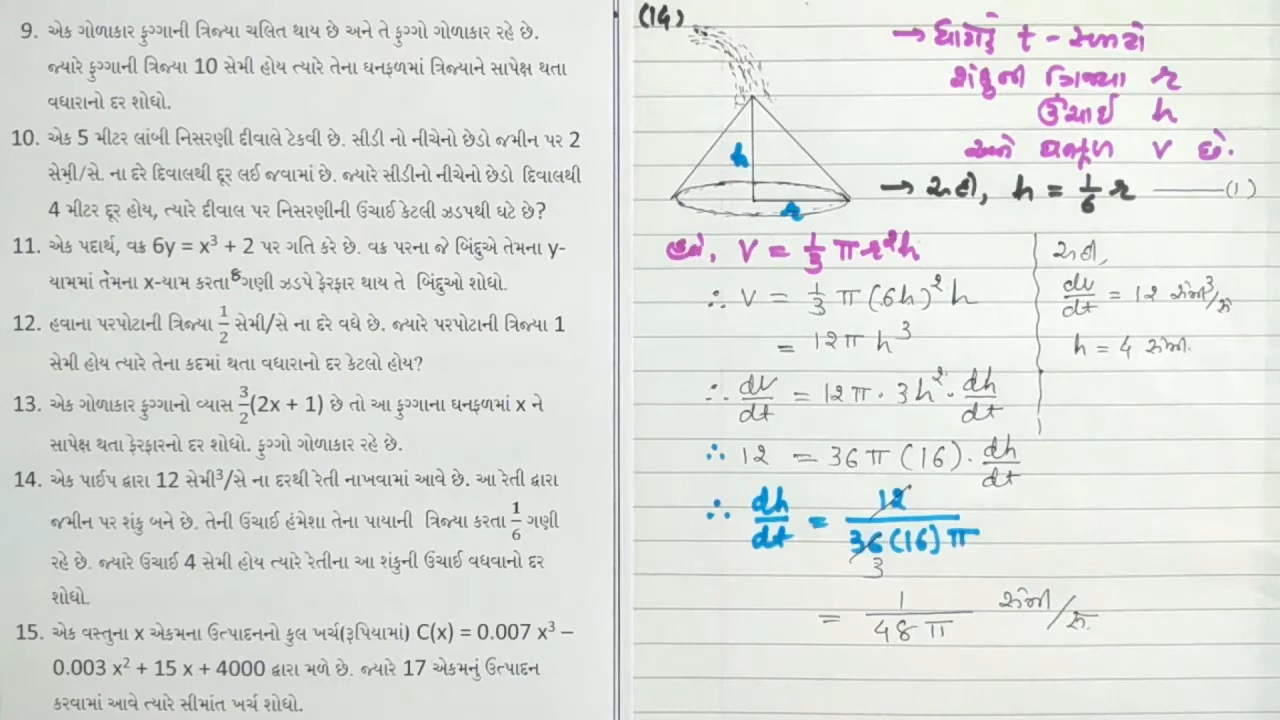 9. એક ગોળાકાર ફુગ્ગાની ત્રિજ્યા ચલિત થાય છે અને તે ફુગ્ગો ગોળાકાર રહે છે.
જ્યારે ફુગ્ગાની ત્રિજ્યા 10 સેમી હોય ત્યારે તેના ઘનફળમાં ત્રિજ્યાને સાપેક્ષ થતા
વધારાનો દર શોધો.
10. એક 5 મીટર લાંબી નિસરણી દીવાલે ટેકવી છે. સીડી નો નીચેનો છેડો જમીન પર 2
સેમી/સે. ના દરે દિવાલથી દૂર લઈ જવામાં છે. જ્યારે સીડીનો નીચેનો છેડો દિવાલથી
4 મીટર દૂર હોય, ત્યારે દીવાલ પર નિસરણીની ઉંચાઈ કેટલી ઝડપથી ઘટે છે?
11. એક પદાર્થ, વક્ર 6y = x³ + 2 પર ગતિ કરે છે. વક્ર પરના જે બિંદુએ તેમના y-
યામમાં તેમના x-યામ કરતા 8 ગણી ઝડપે ફેરફાર થાય તે બિંદુઓ શોધો.
12. હવાના પરપોટાની ત્રિજ્યા 1/2 સેમી/સે ના દરે વધે છે. જ્યારે પરપોટાની ત્રિજ્યા 1
સેમી હોય ત્યારે તેના કદમાં થતા વધારાનો દર કેટલો હોય?
13. એક ગોળાકાર ફુગ્ગાનો વ્યાસ 3/2(2x + 1) છે તો આ ફુગ્ગાના ઘનફળમાં x ને
સાપેક્ષ થતા ફેરફારનો દર શોધો. ફુગ્ગો ગોળાકાર રહે છે.
14. એક પાઈપ દ્વારા 12 સેમી³/સે ના દરથી રેતી નાખવામાં આવે છે. આ રેતી દ્વારા
જમીન પર શંકુ બને છે. તેની ઉંચાઈ હંમેશા તેના પાયાની ત્રિજ્યા કરતા 1/6 ગણી
રહે છે. જ્યારે ઉંચાઈ 4 સેમી હોય ત્યારે રેતીના આ શંકુની ઉંચાઈ વધવાનો દર
શોધો.
15. એક વસ્તુના x એકમના ઉત્પાદનનો કુલ ખર્ચ(રૂપિયામાં) C(x) = 0.007 x³ –
0.003 x² + 15 x + 4000 દ્વારા મળે છે. જ્યારે 17 એકમનું ઉત્પાદન
કરવામાં આવે ત્યારે સીમાંત ખર્ચ શોધો.
(14)
→ ધારોકે t - સમયે
શંકુની ત્રિજ્યા r
ઉંચાઈ h
અને ઘનફળ V છે.
h
r
→ અહી, h = 1/6 r ——(1)
હવે, V = 1/3 π r² h
∴ V = 1/3 π (6h)² h
= 12 π h³
∴ dv/dt = 12 π · 3h² · dh/dt
∴ 12 = 36 π (16) · dh/dt
∴ dh/dt = 12 / 36 (16) π
3
= 1 / 48 π સેમી/સે.
અહી,
dv/dt = 12 સેમી³/સે
h = 4 સેમી.